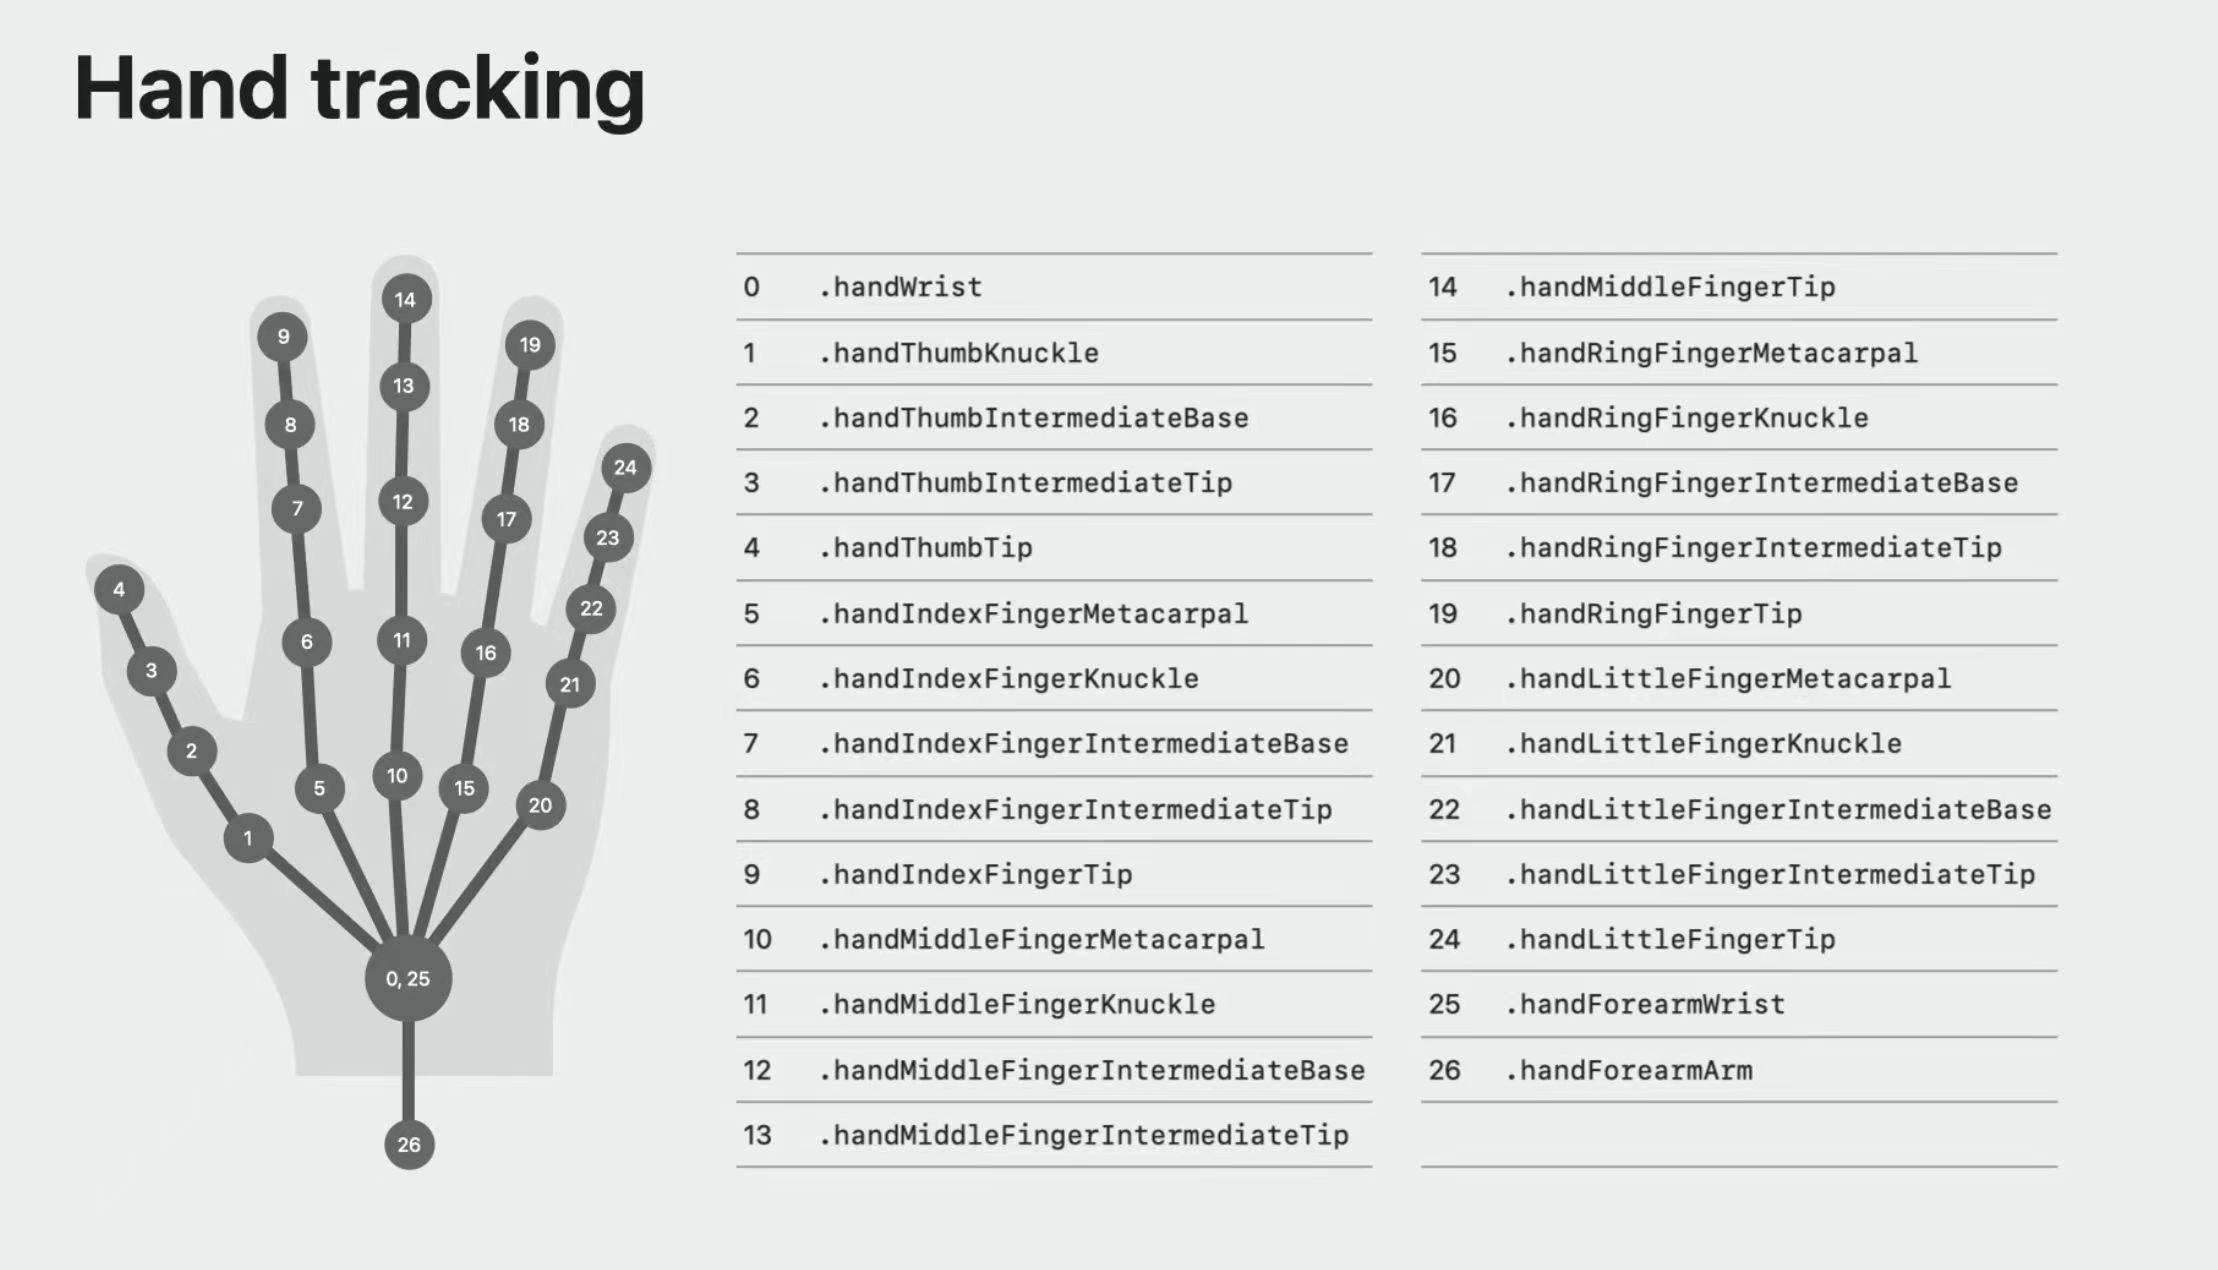 Hand tracking
14
9
19
13
8
18
24
12
7
17
23
4
22
6
11
16
3
21
2
10
5
15
20
1
0, 25
26
0 .handWrist
1 .handThumbKnuckle
2 .handThumbIntermediateBase
3 .handThumbIntermediateTip
4 .handThumbTip
5 .handIndexFingerMetacarpal
6 .handIndexFingerKnuckle
7 .handIndexFingerIntermediateBase
8 .handIndexFingerIntermediateTip
9 .handIndexFingerTip
10 .handMiddleFingerMetacarpal
11 .handMiddleFingerKnuckle
12 .handMiddleFingerIntermediateBase
13 .handMiddleFingerIntermediateTip
14 .handMiddleFingerTip
15 .handRingFingerMetacarpal
16 .handRingFingerKnuckle
17 .handRingFingerIntermediateBase
18 .handRingFingerIntermediateTip
19 .handRingFingerTip
20 .handLittleFingerMetacarpal
21 .handLittleFingerKnuckle
22 .handLittleFingerIntermediateBase
23 .handLittleFingerIntermediateTip
24 .handLittleFingerTip
25 .handForearmWrist
26 .handForearmArm